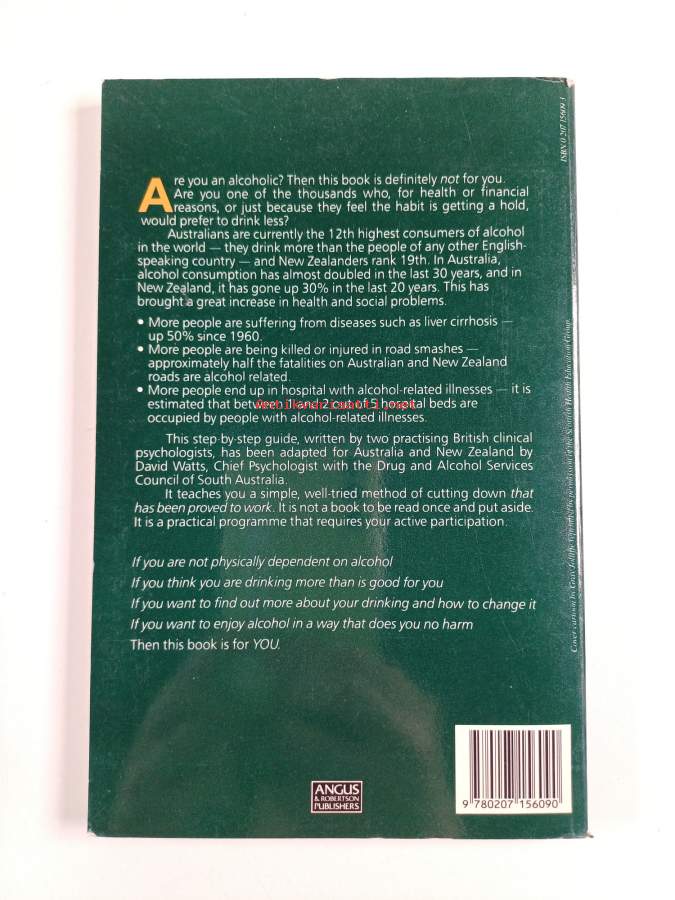 ISBN 0 207 15609 3
Are you an alcoholic? Then this book is definitely not for you.
Are you one of the thousands who, for health or financial
reasons, or just because they feel the habit is getting a hold,
would prefer to drink less?
Australians are currently the 12th highest consumers of alcohol
in the world — they drink more than the people of any other English-
speaking country — and New Zealanders rank 19th. In Australia,
alcohol consumption has almost doubled in the last 30 years, and in
New Zealand, it has gone up 30% in the last 20 years. This has
brought a great increase in health and social problems.
• More people are suffering from diseases such as liver cirrhosis —
up 50% since 1960.
• More people are being killed or injured in road smashes —
approximately half the fatalities on Australian and New Zealand
roads are alcohol related.
• More people end up in hospital with alcohol-related illnesses — it is
estimated that between 1 and 2 in 15 hospital beds are
occupied by people with alcohol-related illnesses.
This step-by-step guide, written by two practising British clinical
psychologists, has been adapted for Australia and New Zealand by
David Watts, Chief Psychologist with the Drug and Alcohol Services
Council of South Australia.
It teaches you a simple, well-tried method of cutting down that
has been proved to work. It is not a book to be read once and put aside.
It is a practical programme that requires your active participation.
If you are not physically dependent on alcohol
If you think you are drinking more than is good for you
If you want to find out more about your drinking and how to change it
If you want to enjoy alcohol in a way that does you no harm
Then this book is for YOU.
by permission of the Scottish Health Education Group
ANGUS
& ROBERTSON
PUBLISHERS
9 780207 156090